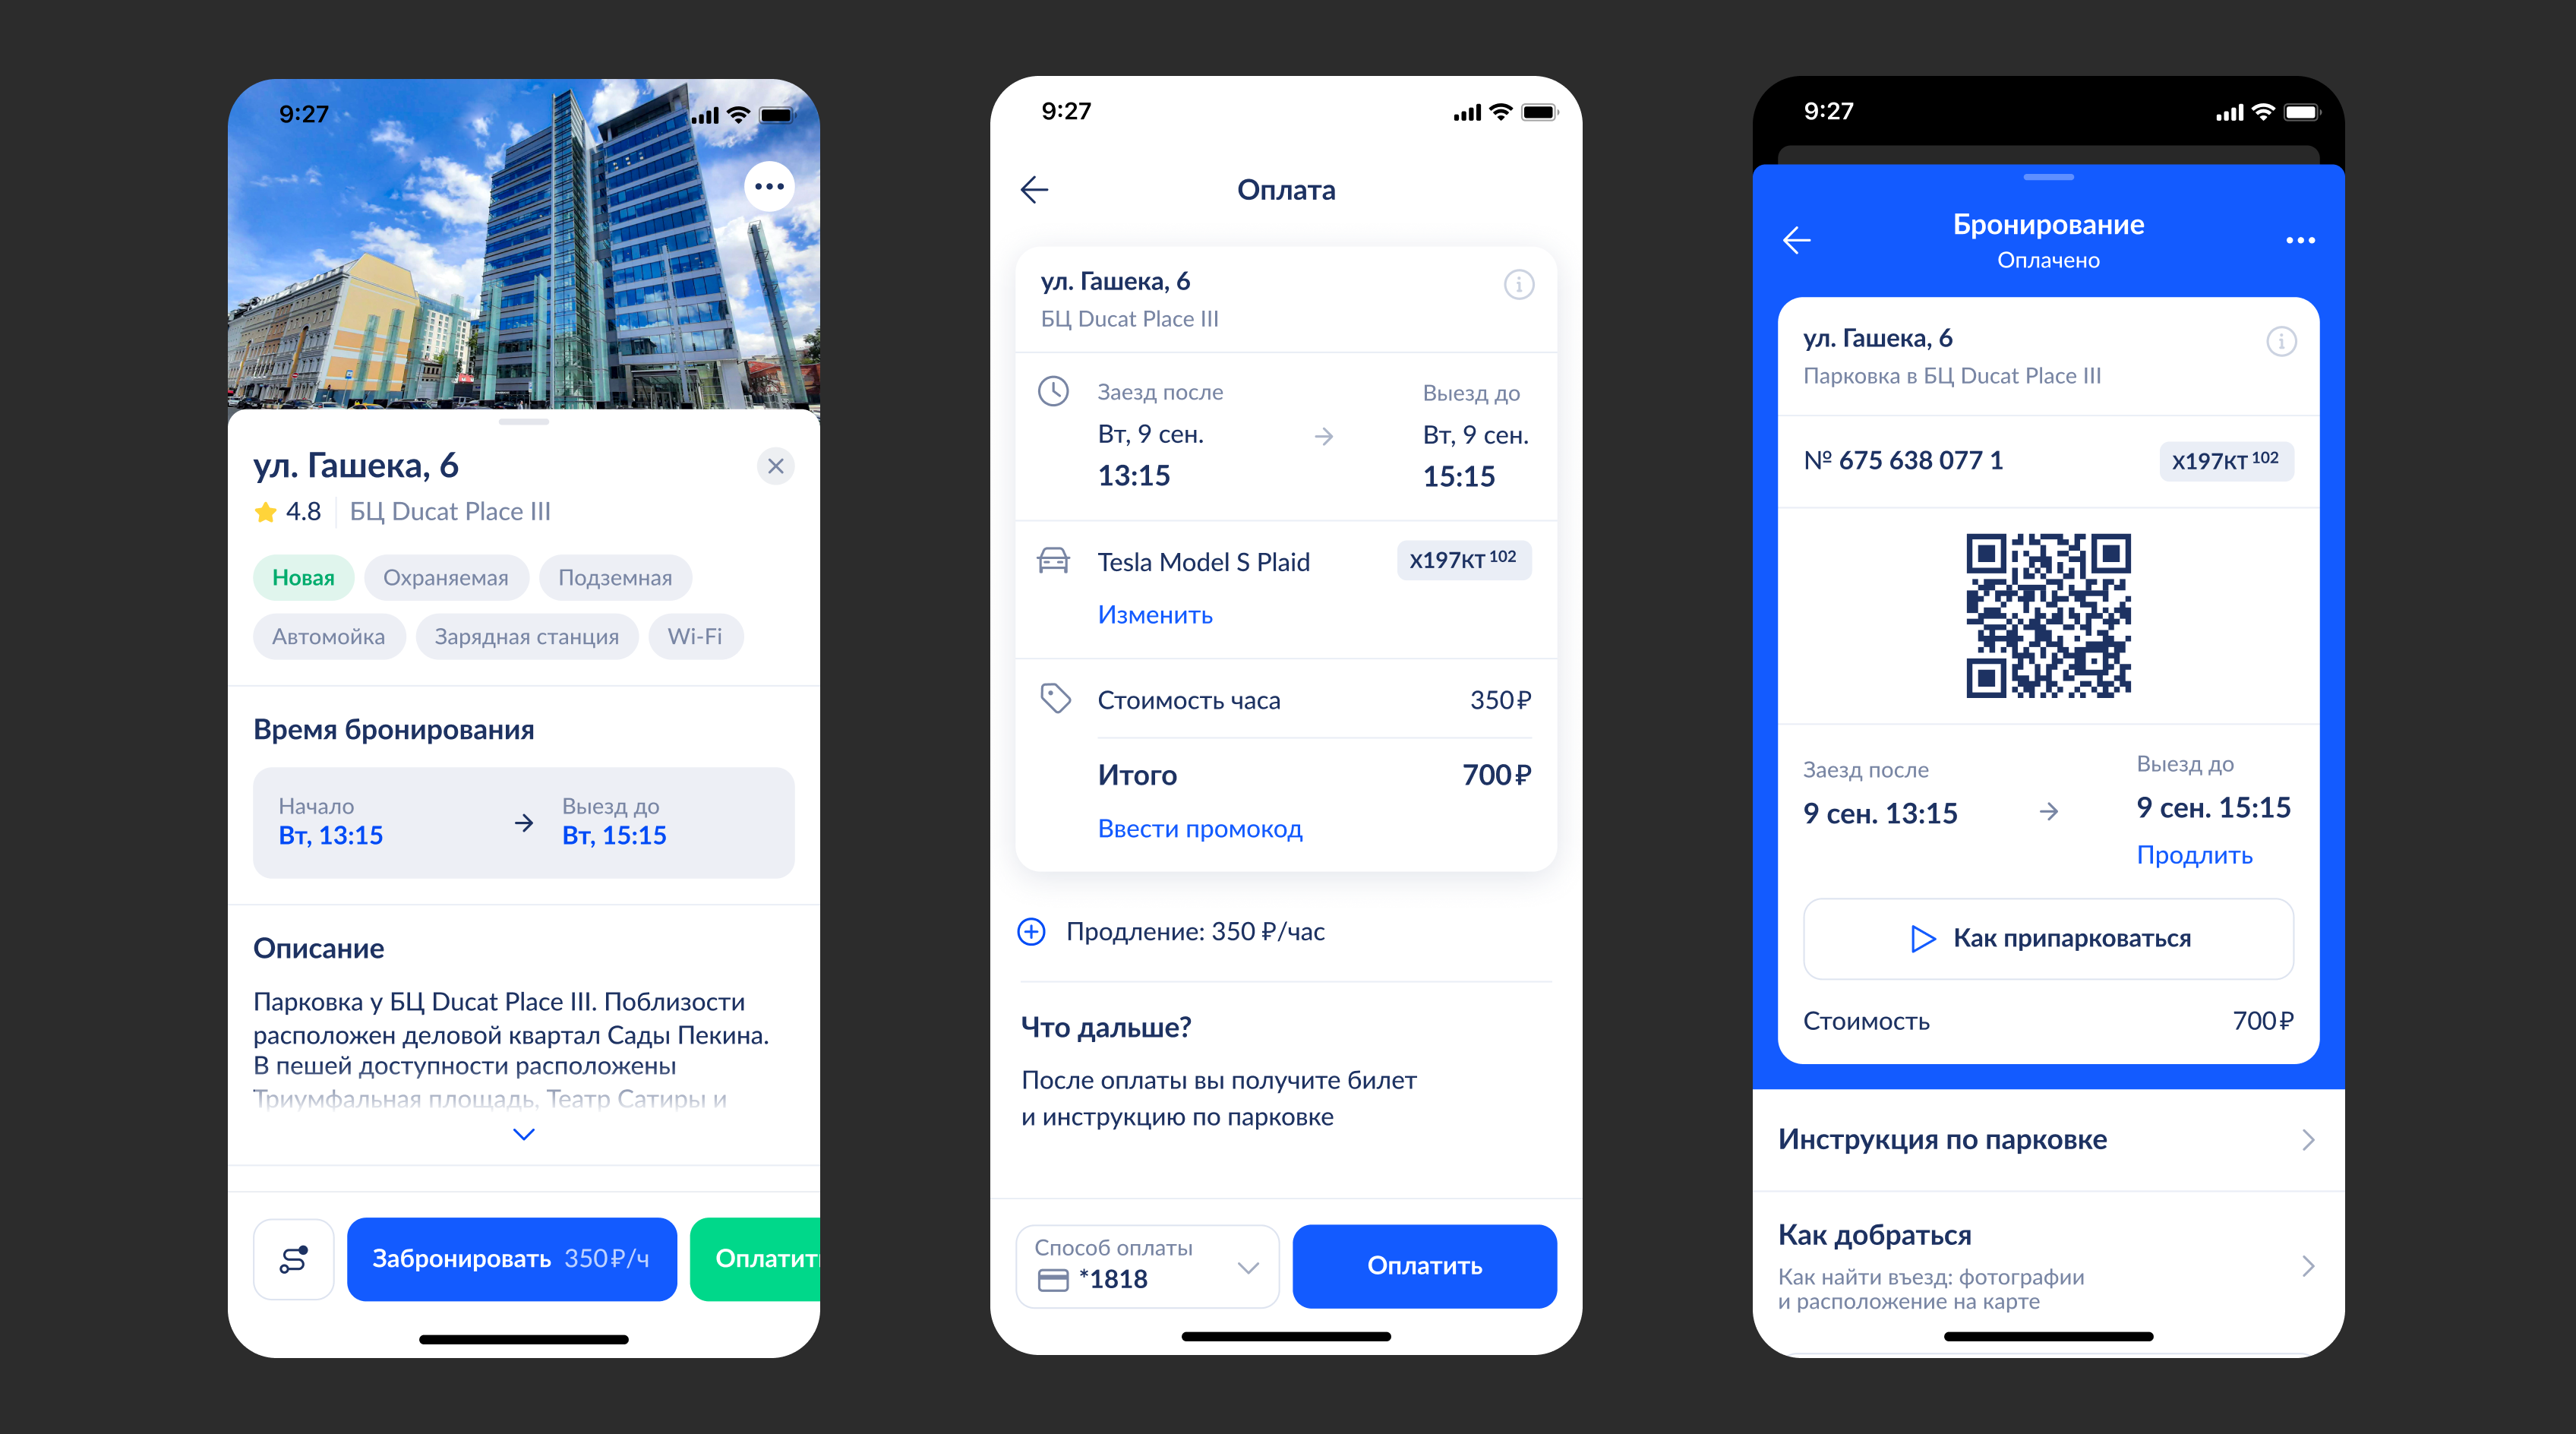 9:27
ул. Гашека, 6
4.8
БЦ Ducat Place III
Новая
Охраняемая
Подземная
Автомойка
Зарядная станция
Wi-Fi
Время бронирования
Начало
Вт, 13:15
Выезд до
Вт, 15:15
Описание
Парковка у БЦ Ducat Place III. Поблизости
расположен деловой квартал Сады Пекина.
В пешей доступности расположены
Триумфальная площадь, Театр Сатиры и
Забронировать 350₽/ч
Оплатить
9:27
Оплата
ул. Гашека, 6
БЦ Ducat Place III
Заезд после
Вт, 9 сен.
13:15
Выезд до
Вт, 9 сен.
15:15
Tesla Model S Plaid
х197кт 102
Изменить
Стоимость часа
350₽
Итого
700₽
Ввести промокод
Продление: 350 ₽/час
Что дальше?
После оплаты вы получите билет
и инструкцию по парковке
Способ оплаты
*1818
Оплатить
9:27
Бронирование
Оплачено
ул. Гашека, 6
Парковка в БЦ Ducat Place III
№ 675 638 077 1
х197кт 102
Заезд после
9 сен. 13:15
Выезд до
9 сен. 15:15
Продлить
Как припарковаться
Стоимость
700₽
Инструкция по парковке
Как добраться
Как найти въезд: фотографии
и расположение на карте